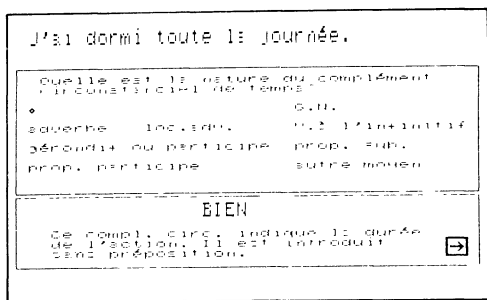 J'ai dormi toute la journée.
Quelle est la nature du complément
circonstanciel de temps.
G.N.
adverbe loc.adv. V.à l'infinitif
gérondif ou participe prop. sub.
prop. participe autre moyen
BIEN
Ce compl. circ. indique la durée
de l'action. Il est introduit
sans préposition.